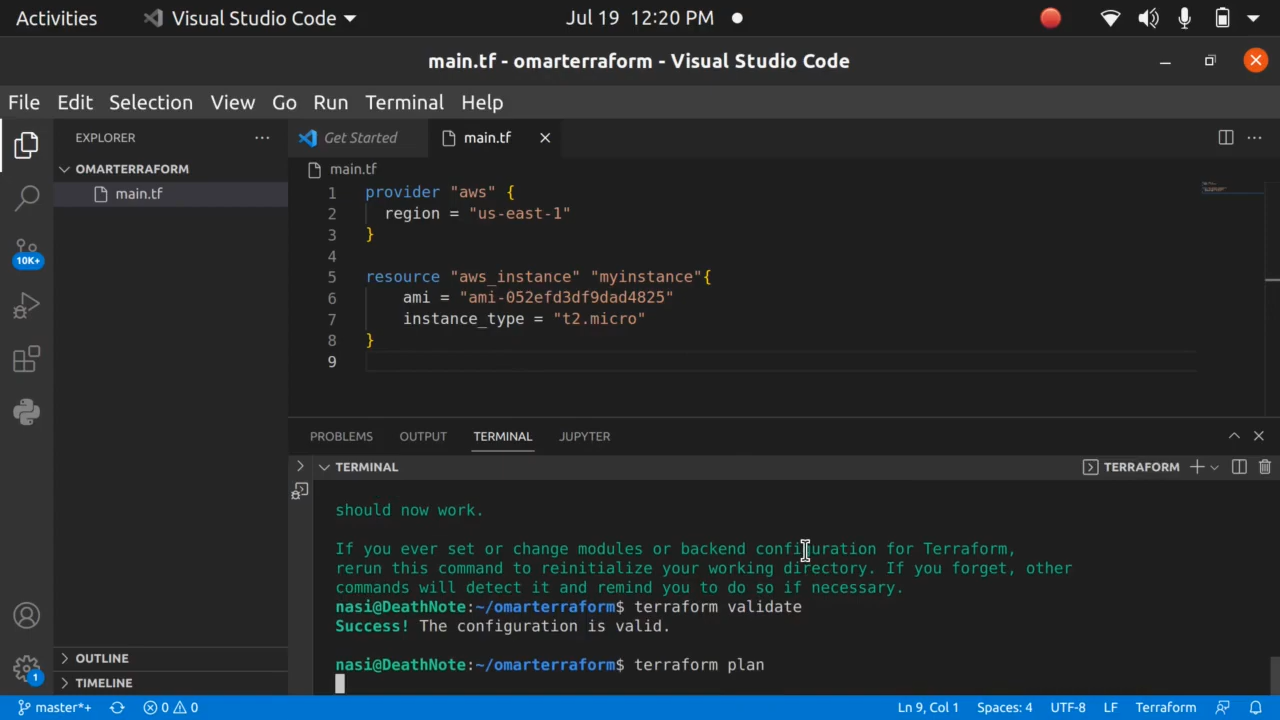 Activities
Visual Studio Code
Jul 19 12:20 PM
main.tf - omarterraform - Visual Studio Code
File Edit Selection View Go Run Terminal Help
EXPLORER
OMARTERRAFORM
main.tf
10K+
1
Get Started
main.tf
main.tf
1 provider "aws" {
2 region = "us-east-1"
3 }
4
5 resource "aws_instance" "myinstance"{
6 ami = "ami-052efd3df9dad4825"
7 instance_type = "t2.micro"
8 }
9
PROBLEMS OUTPUT TERMINAL JUPYTER
TERMINAL
TERRAFORM
should now work.
If you ever set or change modules or backend configuration for Terraform,
rerun this command to reinitialize your working directory. If you forget, other
commands will detect it and remind you to do so if necessary.
nasi@DeathNote:~/omarterraform$ terraform validate
Success! The configuration is valid.
nasi@DeathNote:~/omarterraform$ terraform plan
OUTLINE
TIMELINE
master*+ 0 0 Ln 9, Col 1 Spaces: 4 UTF-8 LF Terraform